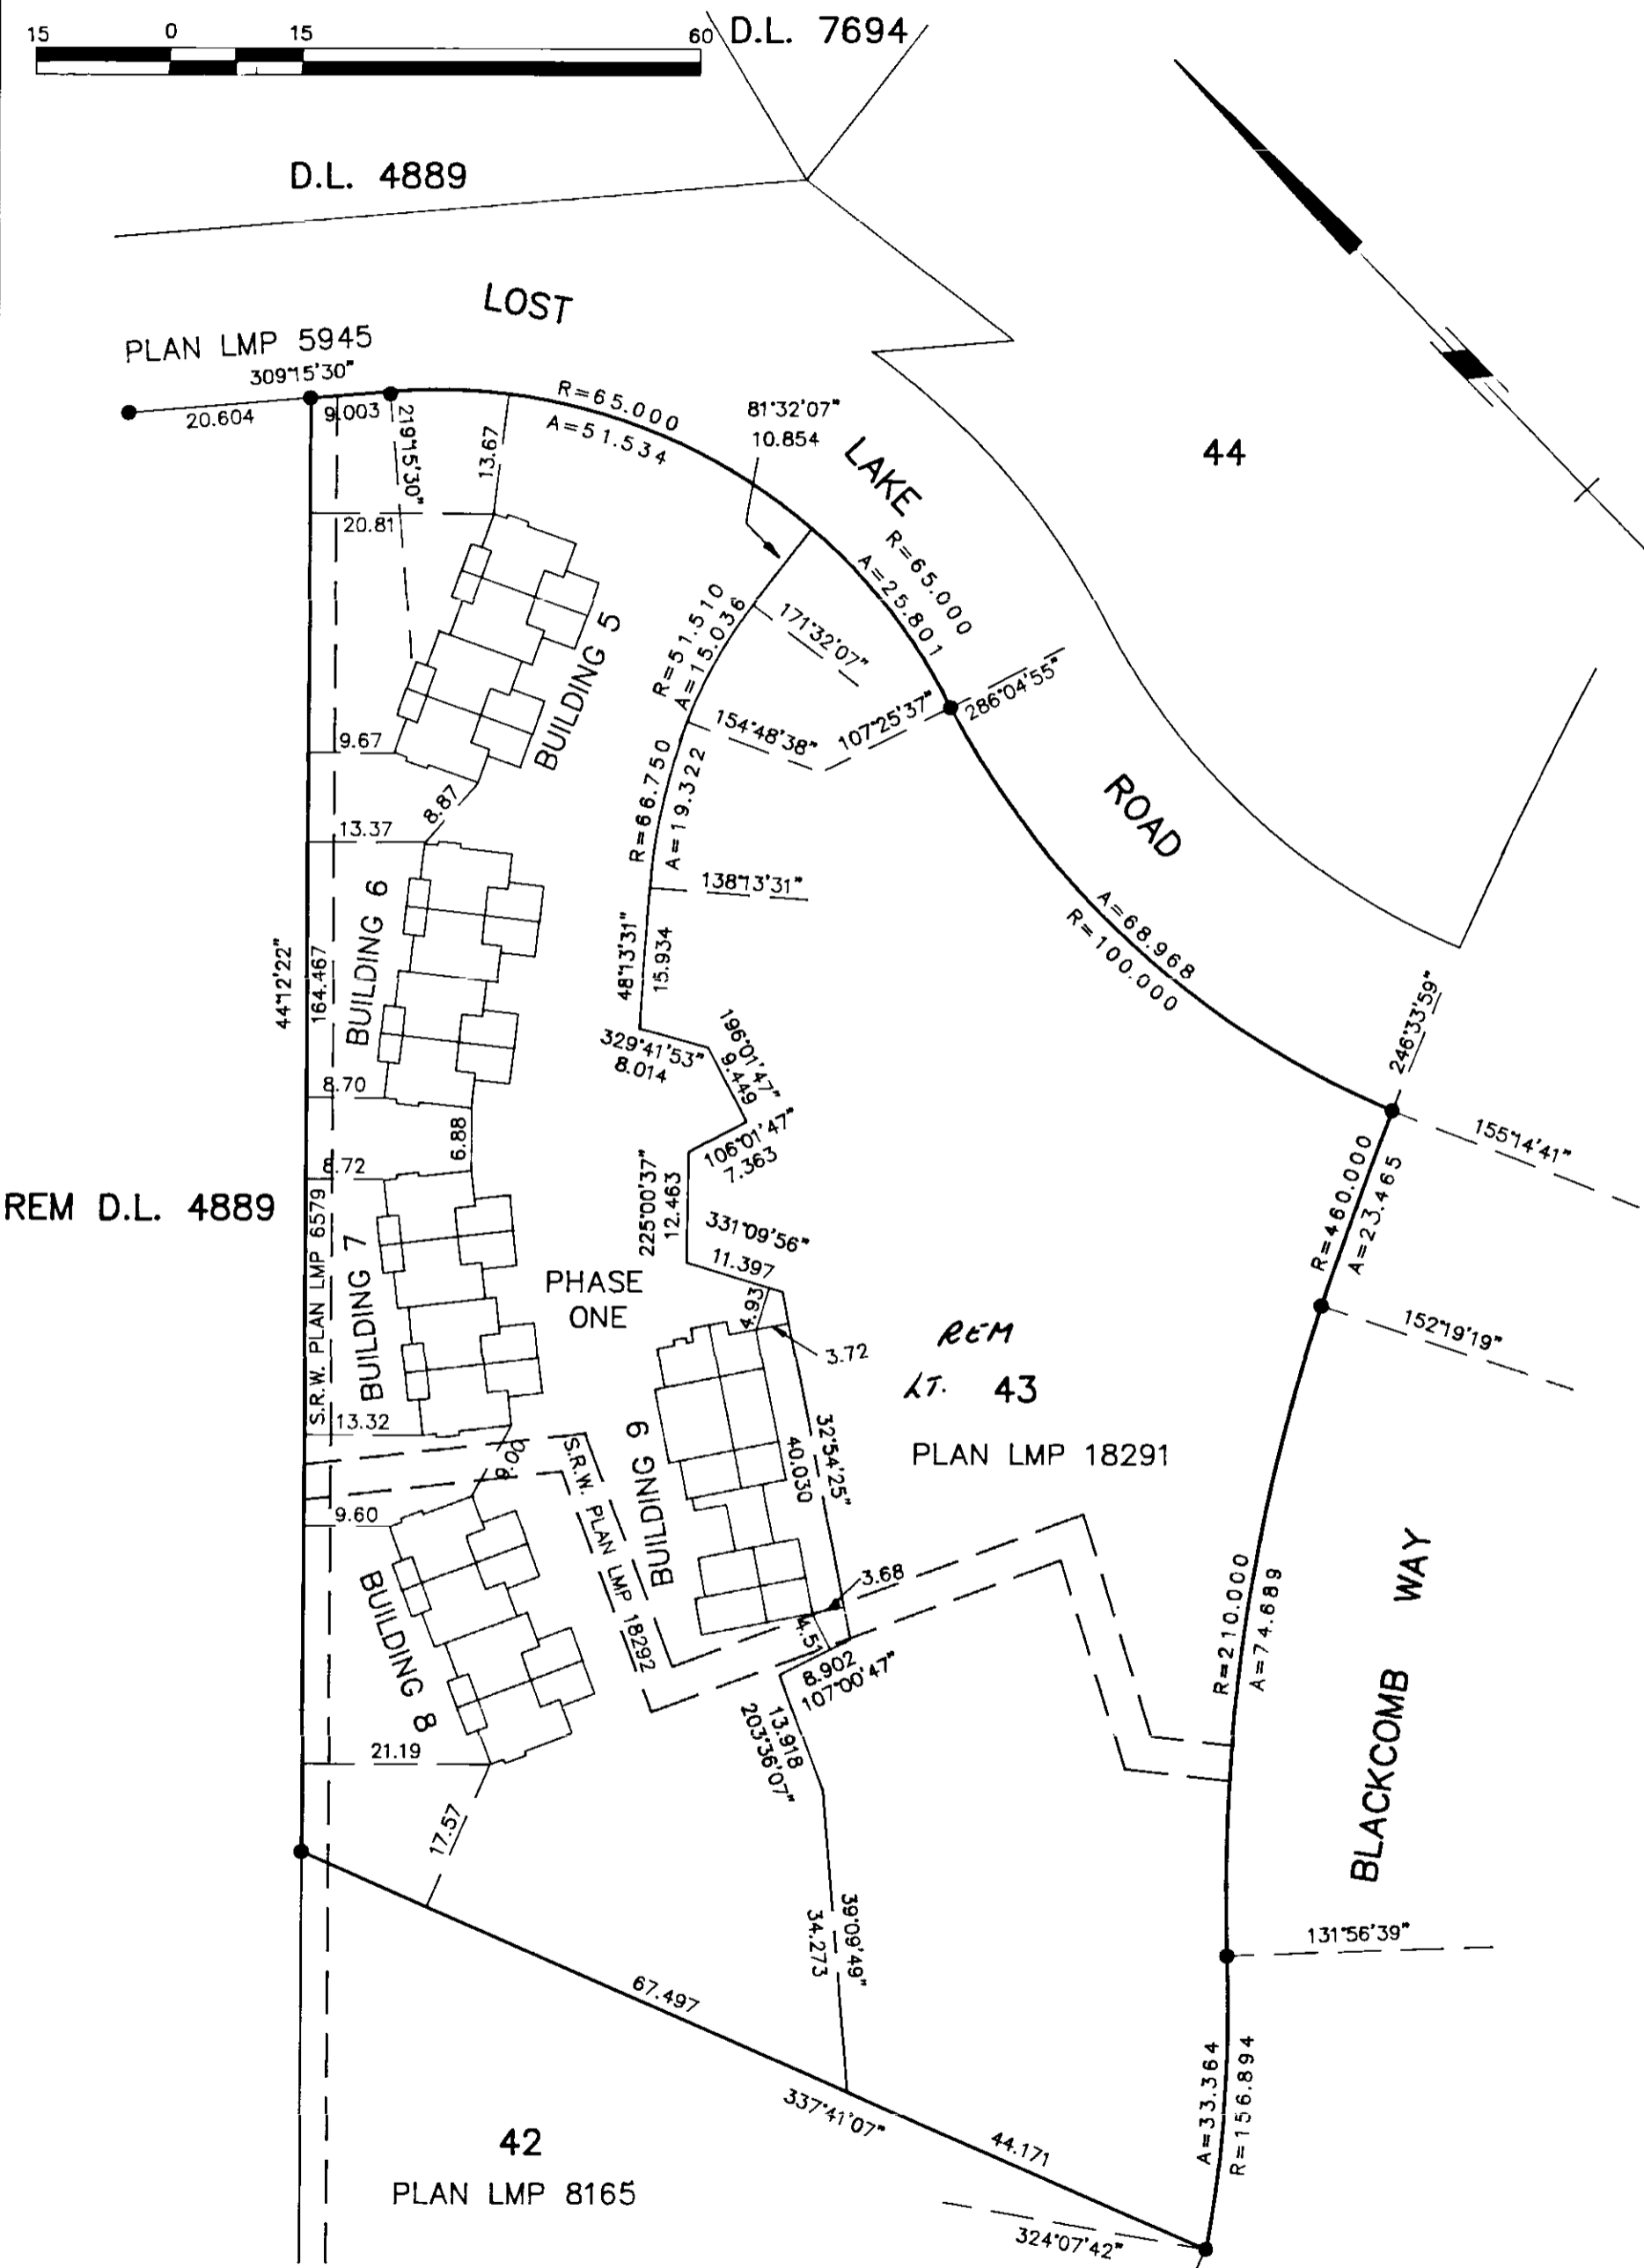 15 0 15 60
D.L. 7694
D.L. 4889
LOST
PLAN LMP 5945
309°15'30"
20.604
9.003
219°15'30"
13.67
R=65.000
A=51.534
81°32'07"
10.854
LAKE
44
20.81
R=65.000
A=25.801
BUILDING 5
R=51.510
A=15.036
171°32'07"
286°04'55"
107°25'37"
154°48'38"
9.67
8.87
R=66.750
A=19.322
ROAD
13.37
138°13'31"
BUILDING 6
44°12'22"
164.467
48°13'31"
15.934
A=68.968
R=100.000
246°33'59"
329°41'53"
8.014
196°01'47"
9.449
8.70
6.88
106°01'47"
7.363
155°14'41"
8.72
REM D.L. 4889
S.R.W. PLAN LMP 6579
BUILDING 7
225°00'37"
12.463
331°09'56"
11.397
R=460.000
A=23.465
PHASE
ONE
4.93
3.72
REM
LT. 43
PLAN LMP 18291
152°19'19"
13.32
9.00
S.R.W. PLAN LMP 18292
BUILDING 9
32°54'25"
40.030
9.60
BUILDING 8
3.68
4.51
8.902
107°00'47"
R=210.000
A=74.689
BLACKCOMB WAY
13.918
203°36'07"
21.19
17.57
39°09'49"
34.273
131°56'39"
67.497
337°41'07"
44.171
A=33.364
R=156.894
42
PLAN LMP 8165
324°07'42"